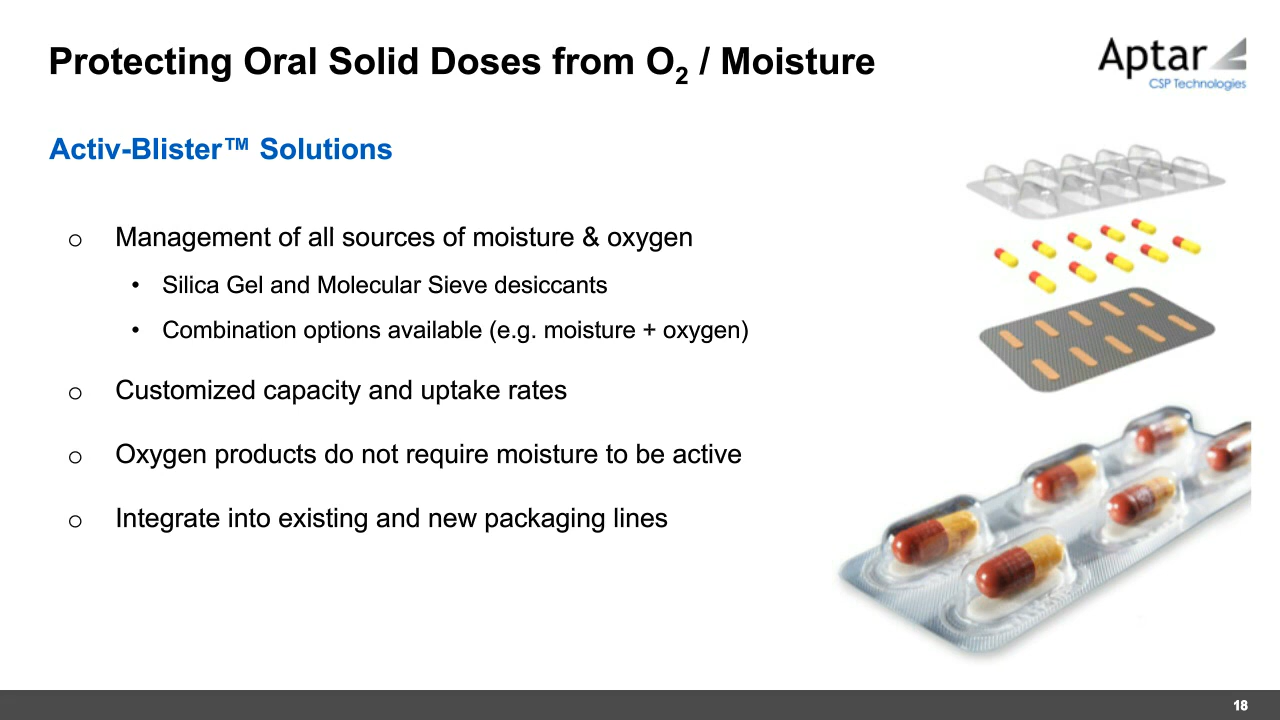 Protecting Oral Solid Doses from O₂ / Moisture
Aptar
CSP Technologies
Activ-Blister™ Solutions
o Management of all sources of moisture & oxygen
• Silica Gel and Molecular Sieve desiccants
• Combination options available (e.g. moisture + oxygen)
o Customized capacity and uptake rates
o Oxygen products do not require moisture to be active
o Integrate into existing and new packaging lines
18